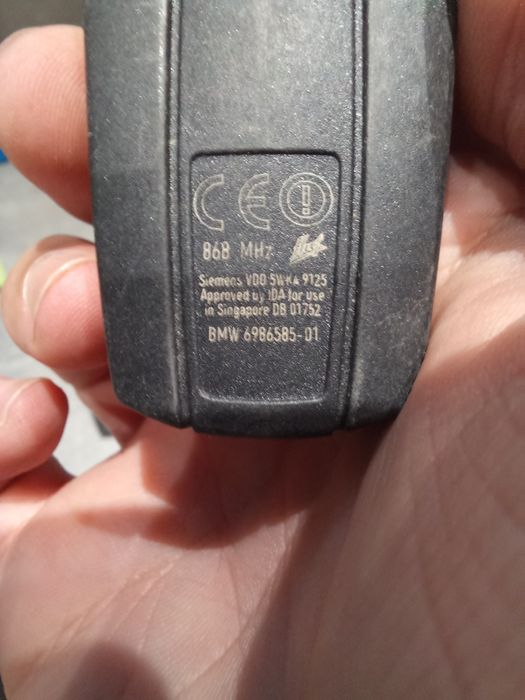 CE
868 MHz
Siemens VDO 5WK4 9125
Approved by IDA for use
in Singapore DB 01752
BMW 6986585-01